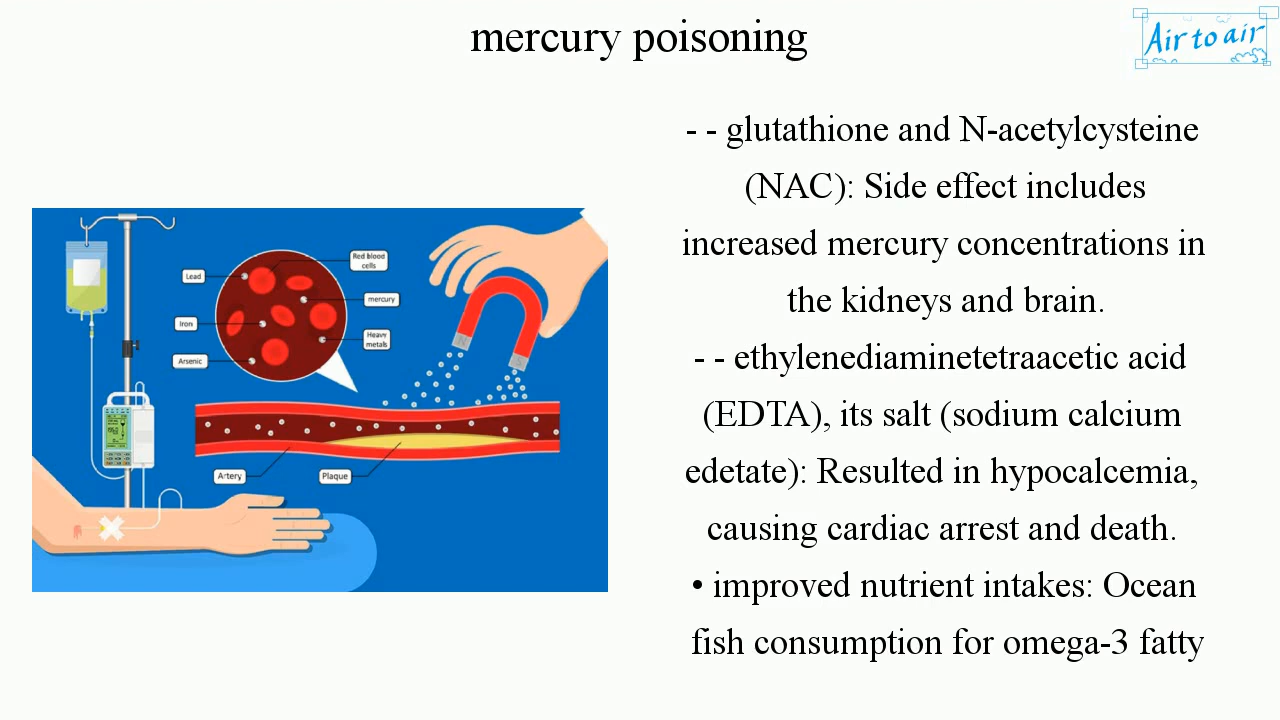 mercury poisoning
Air to air
- - glutathione and N-acetylcysteine
(NAC): Side effect includes
increased mercury concentrations in
the kidneys and brain.
- - ethylenediaminetetraacetic acid
(EDTA), its salt (sodium calcium
edetate): Resulted in hypocalcemia,
causing cardiac arrest and death.
• improved nutrient intakes: Ocean
fish consumption for omega-3 fatty
Lead
Red blood
cells
mercury
Iron
Heavy
metals
Arsenic
N
S
Artery
Plaque